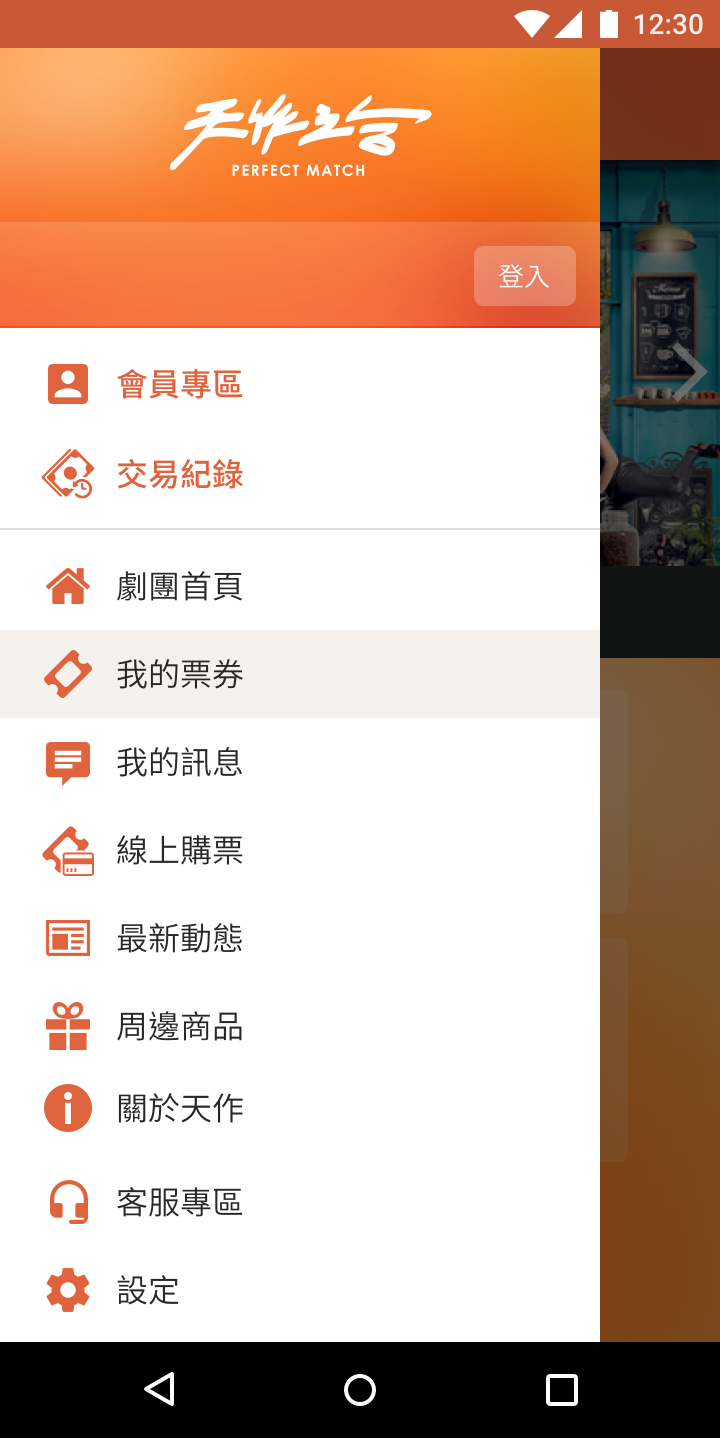 12:30
天作之合
PERFECT MATCH
登入
Menu
會員專區
交易紀錄
劇團首頁
我的票券
我的訊息
線上購票
最新動態
周邊商品
關於天作
客服專區
設定